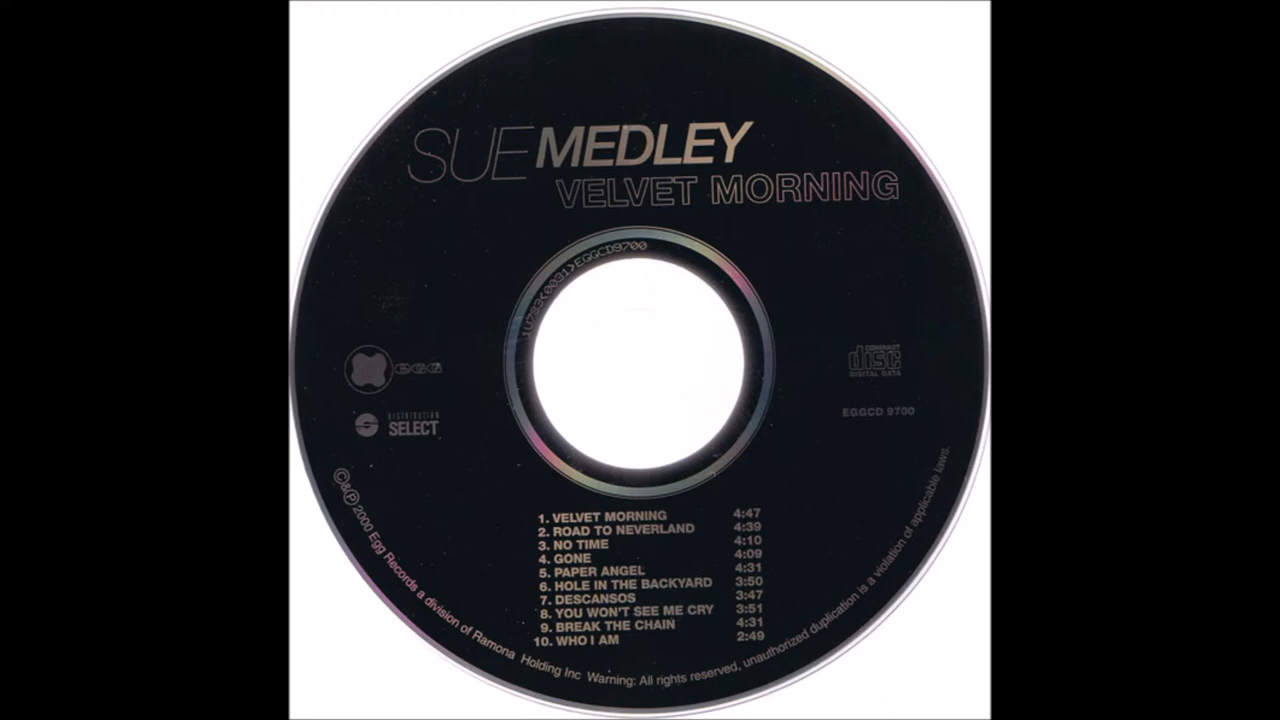 SUE MEDLEY
VELVET MORNING
1U783<0031>EGGCD9700
egg
DISTRIBUTION
SELECT
COMPACT
disc
DIGITAL DATA
EGGCD 9700
1. VELVET MORNING 4:47
2. ROAD TO NEVERLAND 4:39
3. NO TIME 4:10
4. GONE 4:09
5. PAPER ANGEL 4:31
6. HOLE IN THE BACKYARD 3:50
7. DESCANSOS 3:47
8. YOU WON'T SEE ME CRY 3:51
9. BREAK THE CHAIN 4:31
10. WHO I AM 2:49
©&℗ 2000 Egg Records a division of Ramona Holding Inc Warning: All rights reserved, unauthorized duplication is a violation of applicable laws.